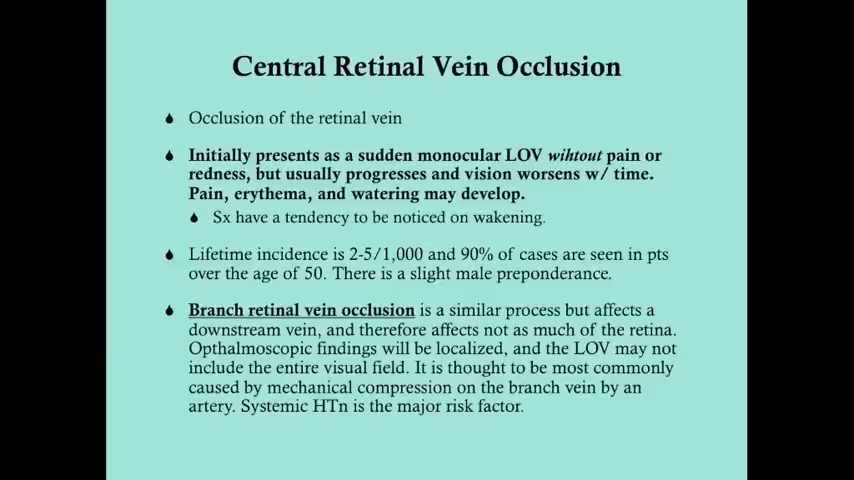 Central Retinal Vein Occlusion
Occlusion of the retinal vein
Initially presents as a sudden monocular LOV wihtout pain or
redness, but usually progresses and vision worsens w/ time.
Pain, erythema, and watering may develop.
Sx have a tendency to be noticed on wakening.
Lifetime incidence is 2-5/1,000 and 90% of cases are seen in pts
over the age of 50. There is a slight male preponderance.
Branch retinal vein occlusion is a similar process but affects a
downstream vein, and therefore affects not as much of the retina.
Opthalmoscopic findings will be localized, and the LOV may not
include the entire visual field. It is thought to be most commonly
caused by mechanical compression on the branch vein by an
artery. Systemic HTn is the major risk factor.